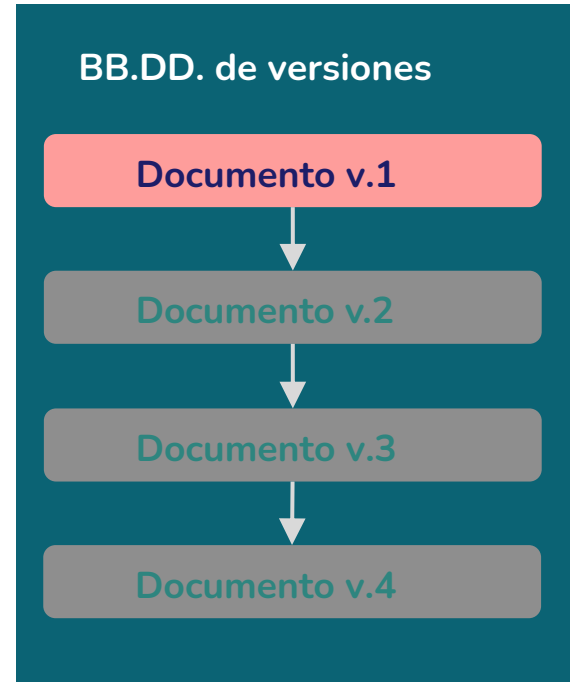 BB.DD. de versiones
Documento v.1
Documento v.2
Documento v.3
Documento v.4